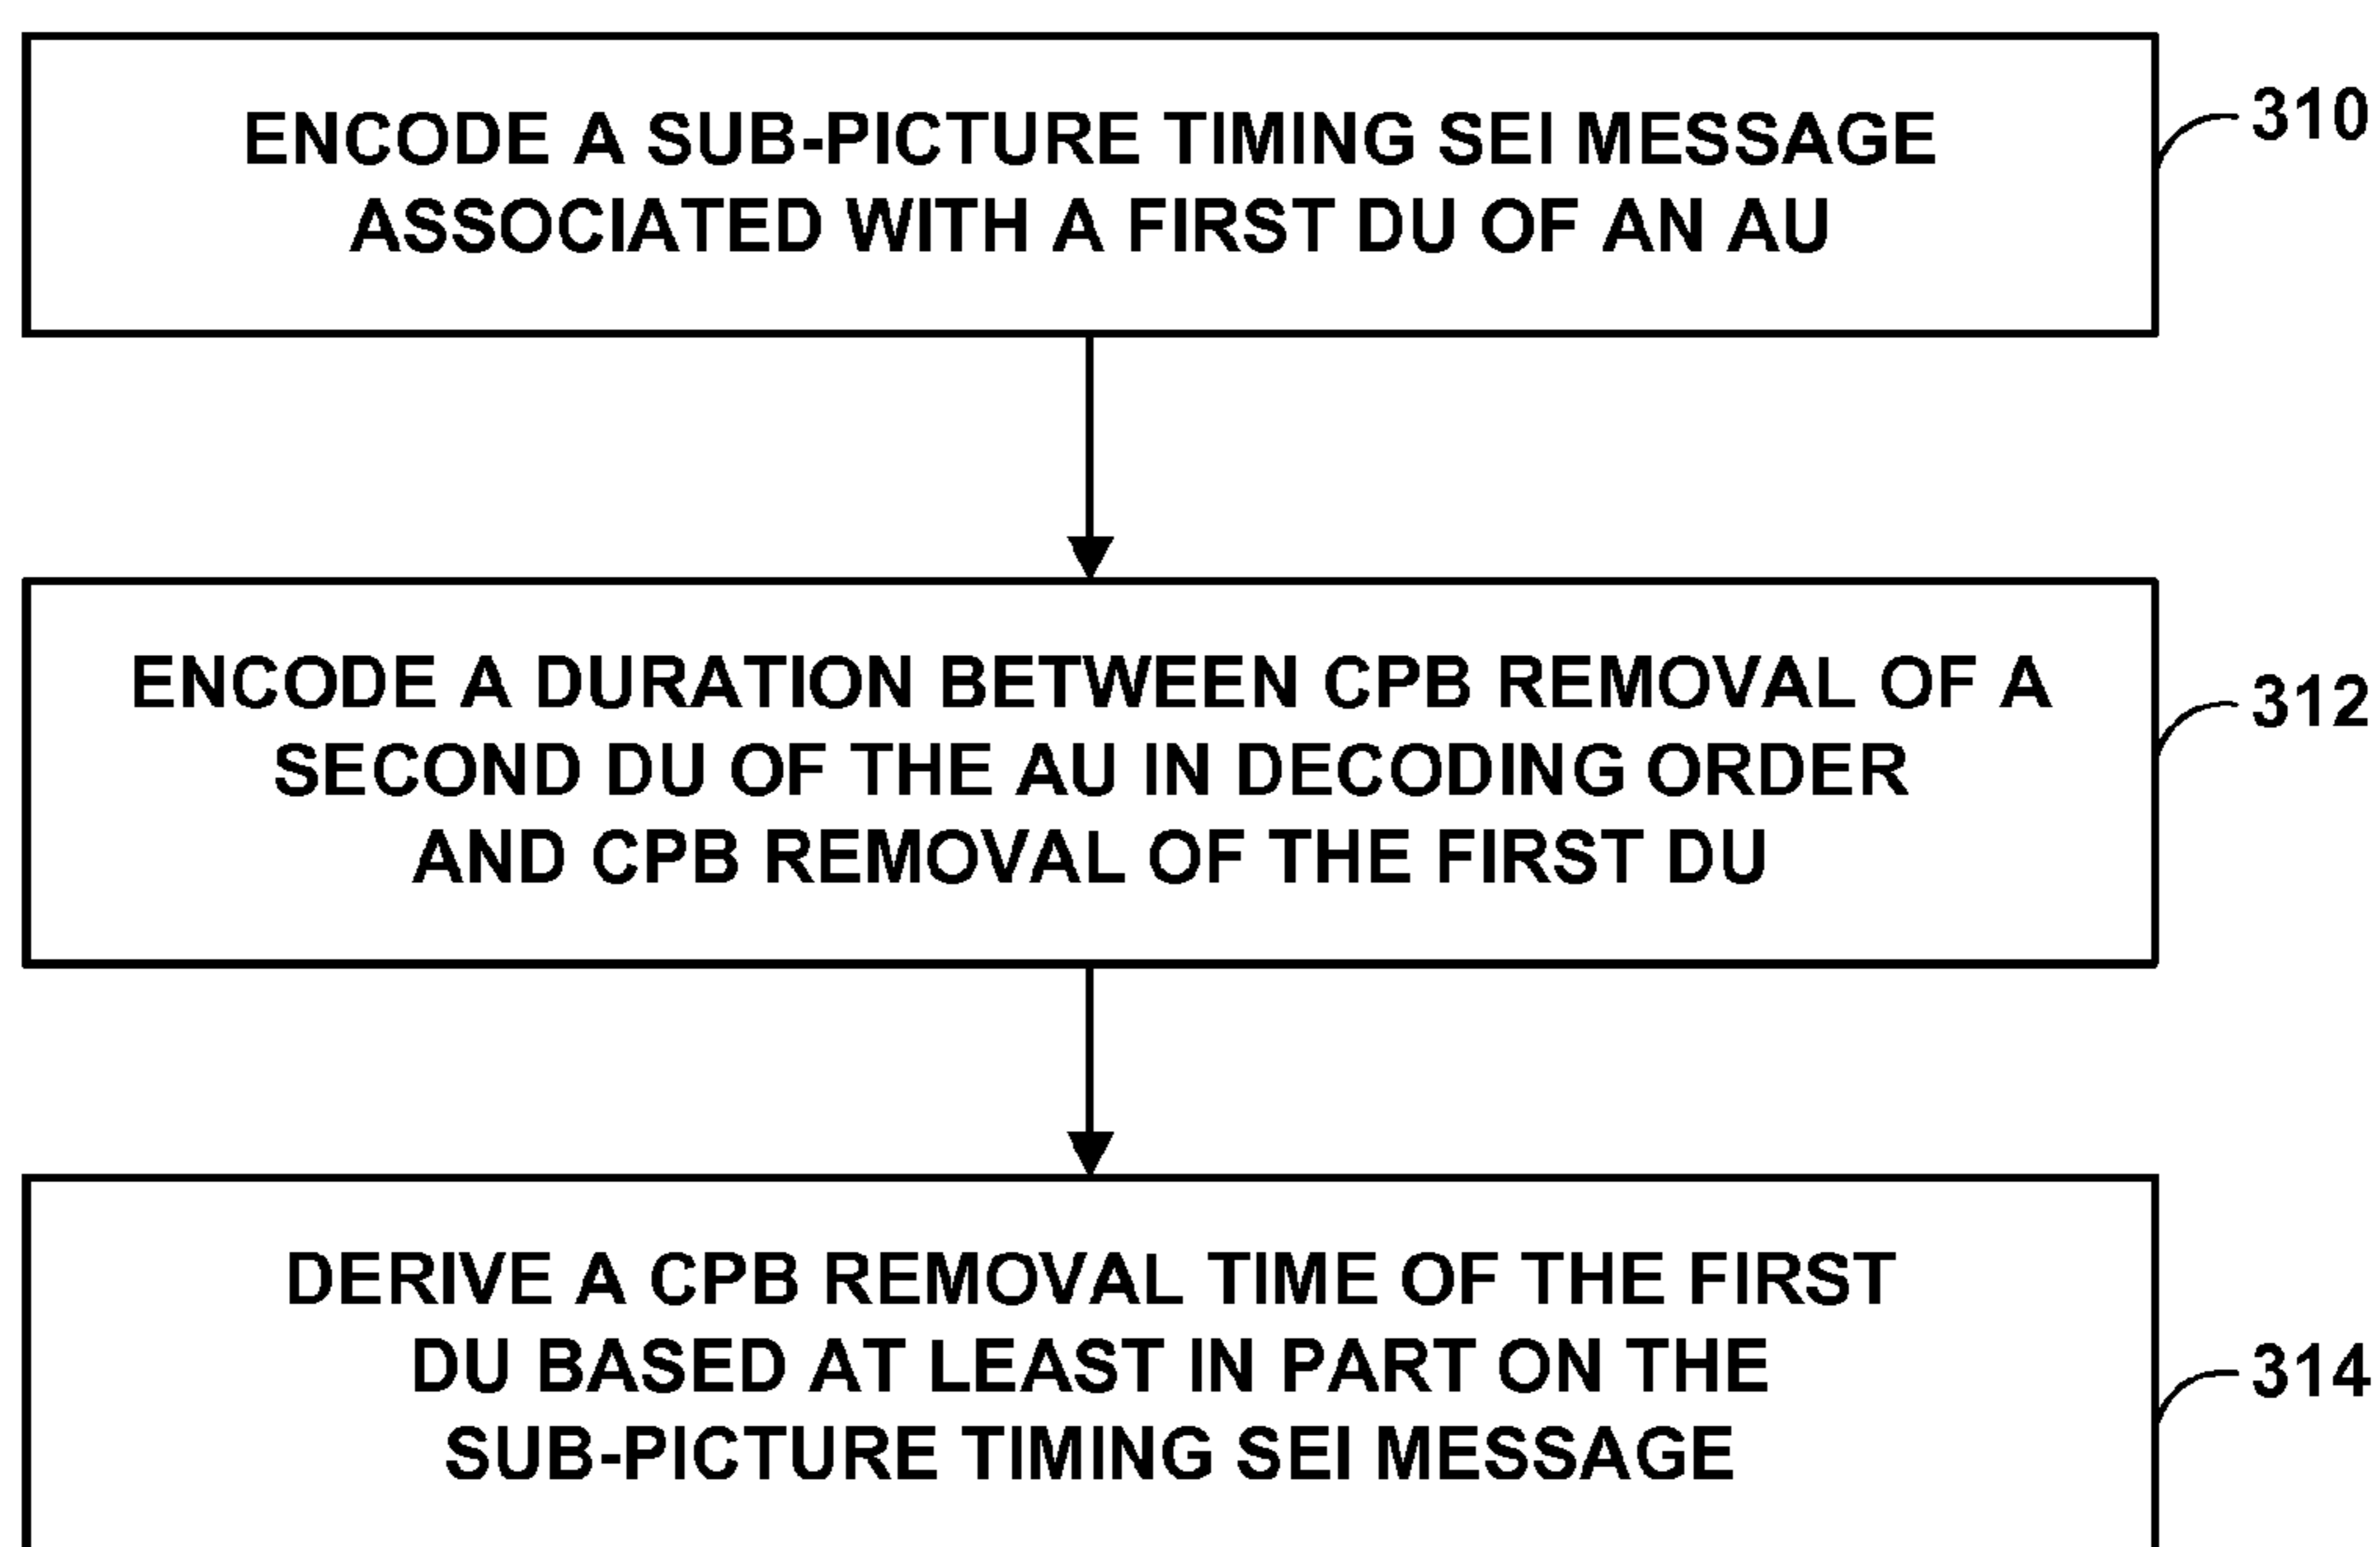 ENCODE A SUB-PICTURE TIMING SEI MESSAGE
ASSOCIATED WITH A FIRST DU OF AN AU
310
ENCODE A DURATION BETWEEN CPB REMOVAL OF A
SECOND DU OF THE AU IN DECODING ORDER
AND CPB REMOVAL OF THE FIRST DU
312
DERIVE A CPB REMOVAL TIME OF THE FIRST
DU BASED AT LEAST IN PART ON THE
SUB-PICTURE TIMING SEI MESSAGE
314